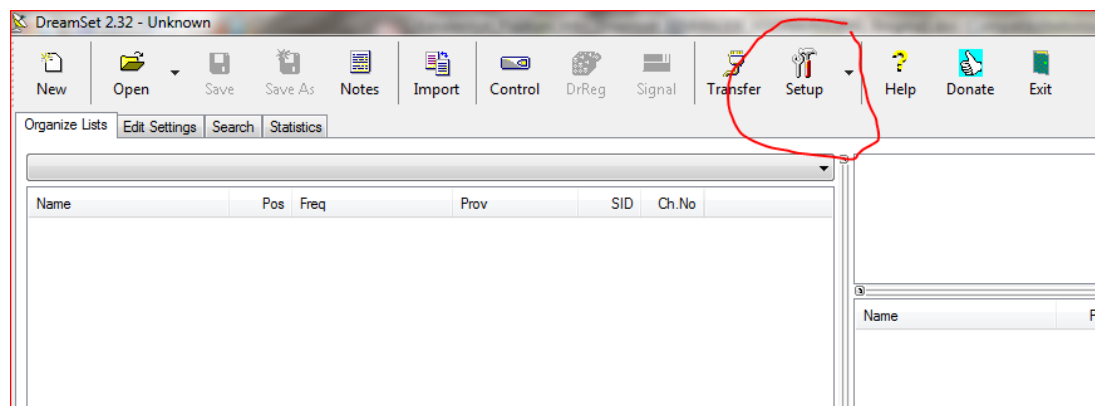 DreamSet 2.32 - Unknown
New Open Save Save As Notes Import Control DrReg Signal Transfer Setup Help Donate Exit
Organize Lists Edit Settings Search Statistics
Name Pos Freq Prov SID Ch.No
Name